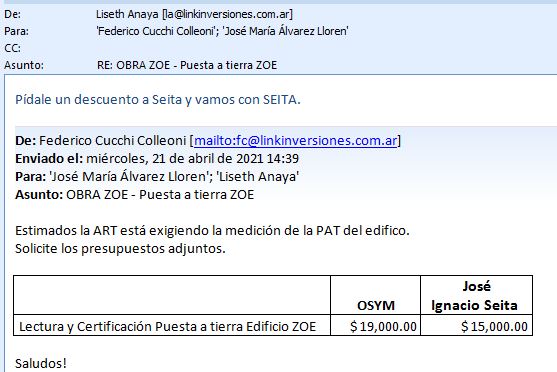 De: Liseth Anaya [la@linkinversiones.com.ar]
Para: 'Federico Cucchi Colleoni'; 'José María Álvarez Lloren'
CC:
Asunto: RE: OBRA ZOE - Puesta a tierra ZOE
Pídale un descuento a Seita y vamos con SEITA.
De: Federico Cucchi Colleoni [mailto:fc@linkinversiones.com.ar]
Enviado el: miércoles, 21 de abril de 2021 14:39
Para: 'José María Álvarez Lloren'; 'Liseth Anaya'
Asunto: OBRA ZOE - Puesta a tierra ZOE
Estimados la ART está exigiendo la medición de la PAT del edifico.
Solicite los presupuestos adjuntos.
José
OSYM Ignacio Seita
Lectura y Certificación Puesta a tierra Edificio ZOE $ 19,000.00 $ 15,000.00
Saludos!